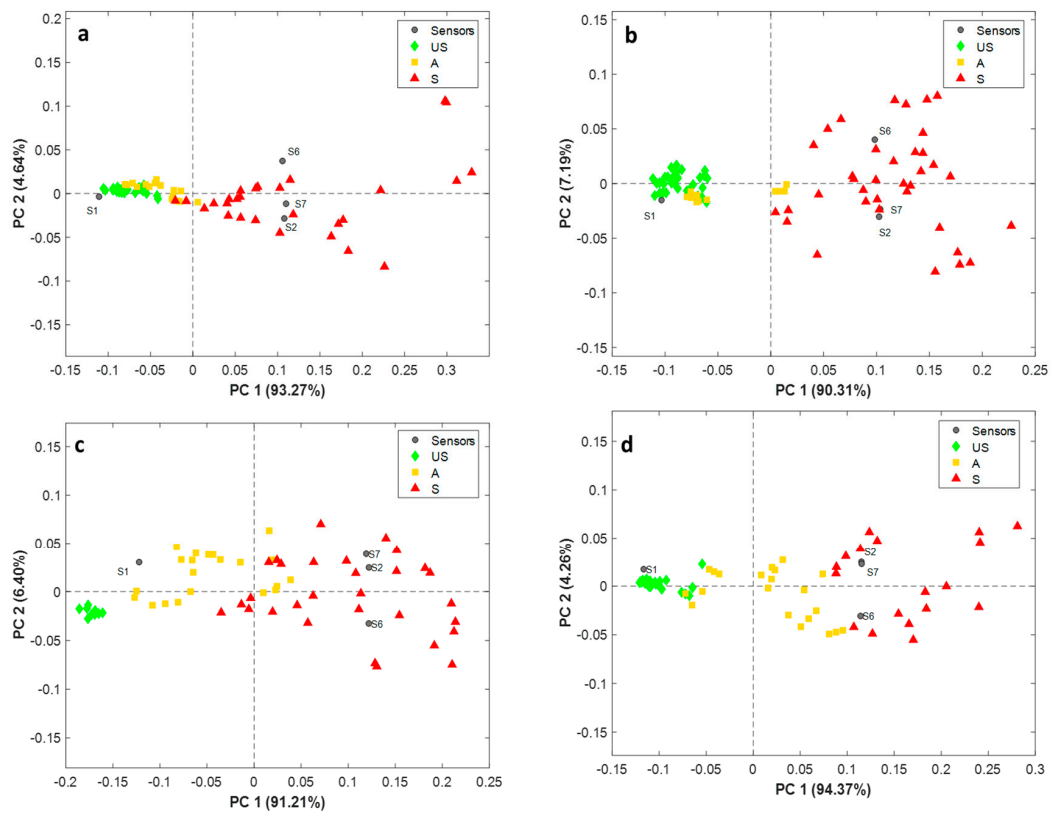 a
Sensors
US
A
S
S6
S7
S2
S1
0.2
0.15
0.1
0.05
0
-0.05
-0.1
-0.15
PC 2 (4.64%)
-0.15
-0.1
-0.05
0
0.05
0.1
0.15
0.2
0.25
0.3
PC 1 (93.27%)
b
Sensors
US
A
S
S6
S7
S2
S1
0.15
0.1
0.05
0
-0.05
-0.1
-0.15
PC 2 (7.19%)
-0.15
-0.1
-0.05
0
0.05
0.1
0.15
0.2
0.25
PC 1 (90.31%)
c
Sensors
US
A
S
S1
S7
S2
S6
0.15
0.1
0.05
0
-0.05
-0.1
-0.15
PC 2 (6.40%)
-0.2
-0.15
-0.1
-0.05
0
0.05
0.1
0.15
0.2
0.25
PC 1 (91.21%)
d
Sensors
US
A
S
S2
S7
S1
S6
0.15
0.1
0.05
0
-0.05
-0.1
-0.15
PC 2 (4.26%)
-0.15
-0.1
-0.05
0
0.05
0.1
0.15
0.2
0.25
0.3
PC 1 (94.37%)